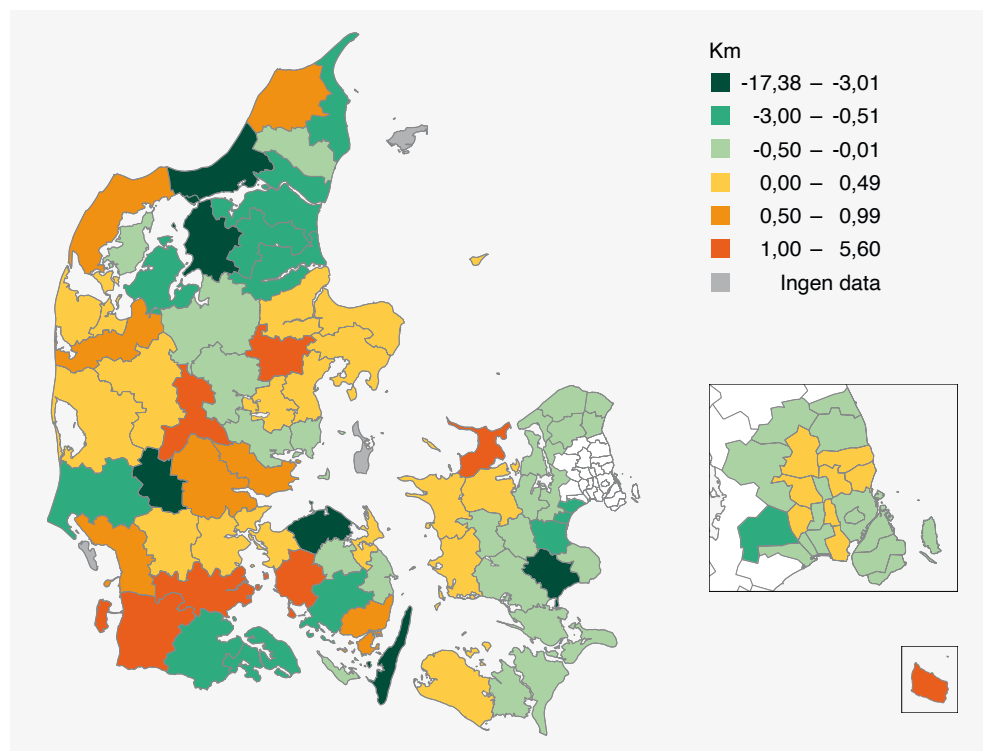 Km
-17,38 – -3,01
-3,00 – -0,51
-0,50 – -0,01
0,00 – 0,49
0,50 – 0,99
1,00 – 5,60
Ingen data